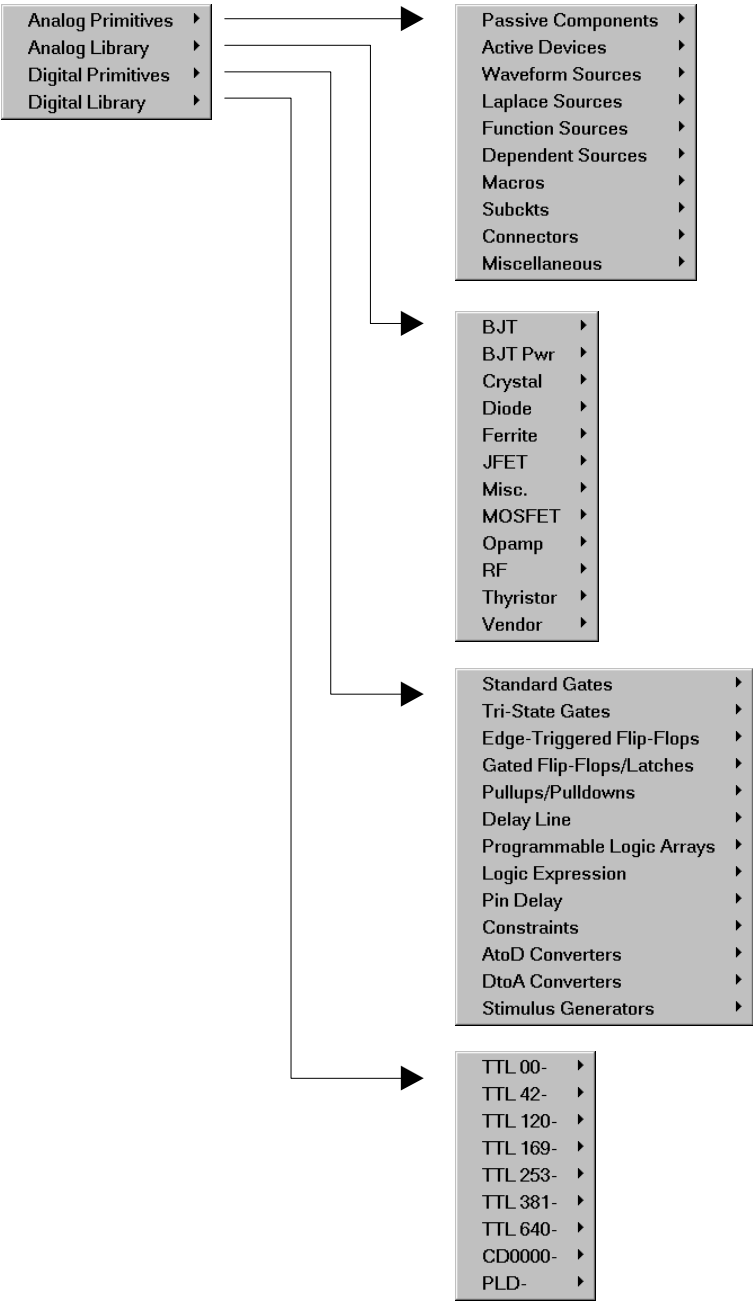 Analog Primitives
Analog Library
Digital Primitives
Digital Library
Passive Components
Active Devices
Waveform Sources
Laplace Sources
Function Sources
Dependent Sources
Macros
Subckts
Connectors
Miscellaneous
BJT
BJT Pwr
Crystal
Diode
Ferrite
JFET
Misc.
MOSFET
Opamp
RF
Thyristor
Vendor
Standard Gates
Tri-State Gates
Edge-Triggered Flip-Flops
Gated Flip-Flops/Latches
Pullups/Pulldowns
Delay Line
Programmable Logic Arrays
Logic Expression
Pin Delay
Constraints
AtoD Converters
DtoA Converters
Stimulus Generators
TTL 00-
TTL 42-
TTL 120-
TTL 169-
TTL 253-
TTL 381-
TTL 640-
CD0000-
PLD-